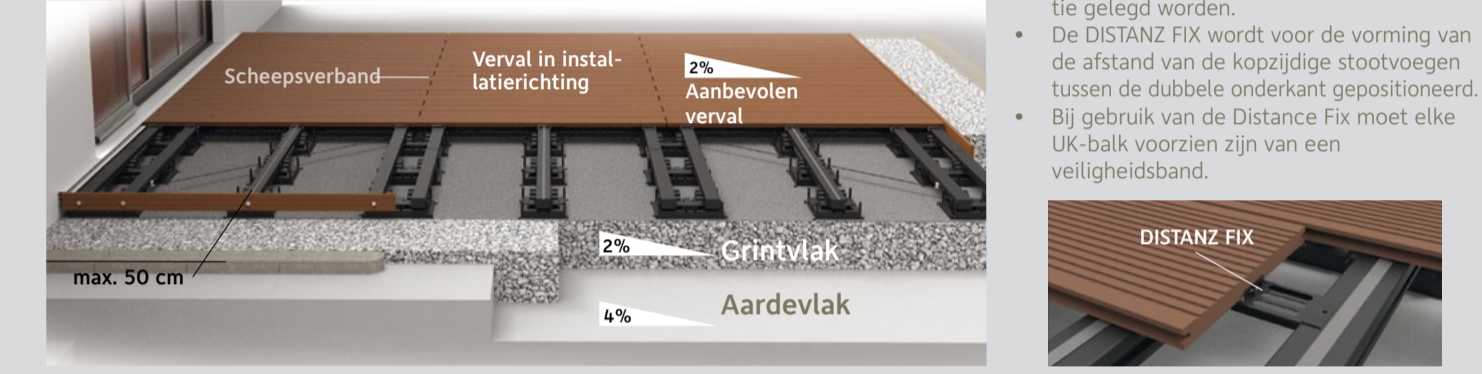 Scheepsverband
Verval in instal-
latierichting
2%
Aanbevolen
verval
2%
Grintvlak
max. 50 cm
4%
Aardevlak
tie gelegd worden.
• De DISTANZ FIX wordt voor de vorming van
de afstand van de kopzijdige stootvoegen
tussen de dubbele onderkant gepositioneerd.
• Bij gebruik van de Distance Fix moet elke
UK-balk voorzien zijn van een
veiligheidsband.
DISTANZ FIX